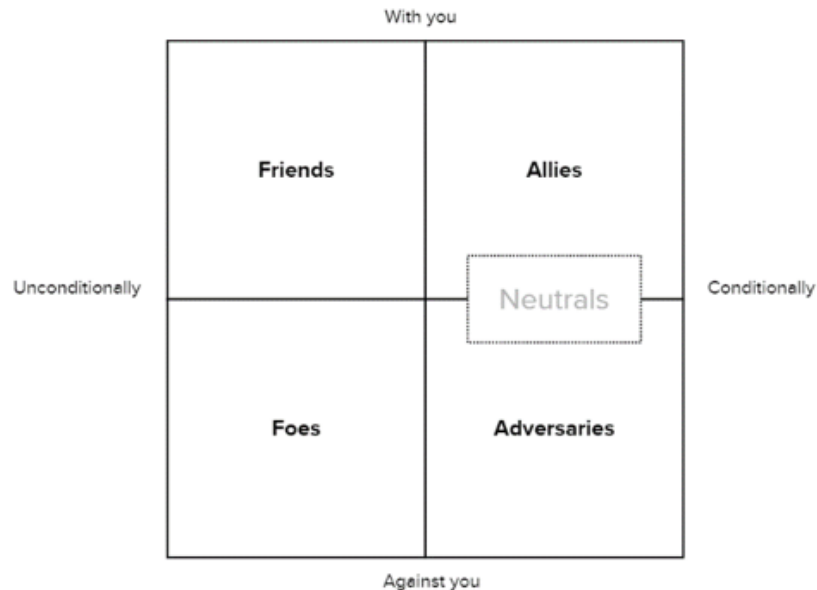 With you
Friends
Allies
Unconditionally
Neutrals
Conditionally
Foes
Adversaries
Against you